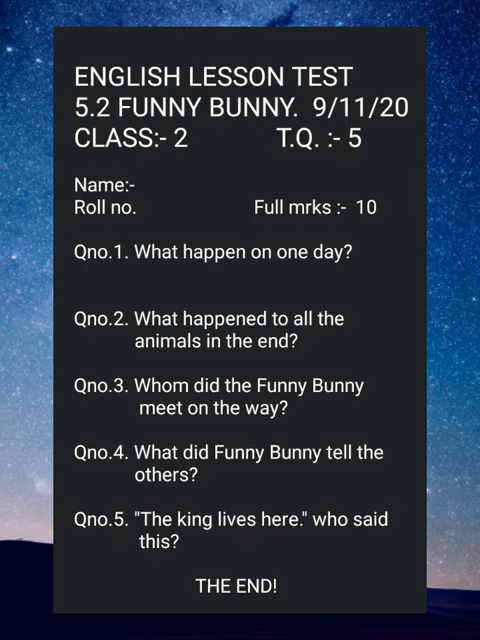 ENGLISH LESSON TEST
5.2 FUNNY BUNNY.  9/11/20
CLASS:- 2 T.Q. :- 5
Name:-
Roll no. Full mrks :-  10
Qno.1. What happen on one day?
Qno.2. What happened to all the
animals in the end?
Qno.3. Whom did the Funny Bunny
meet on the way?
Qno.4. What did Funny Bunny tell the
others?
Qno.5. "The king lives here." who said
this?
THE END!